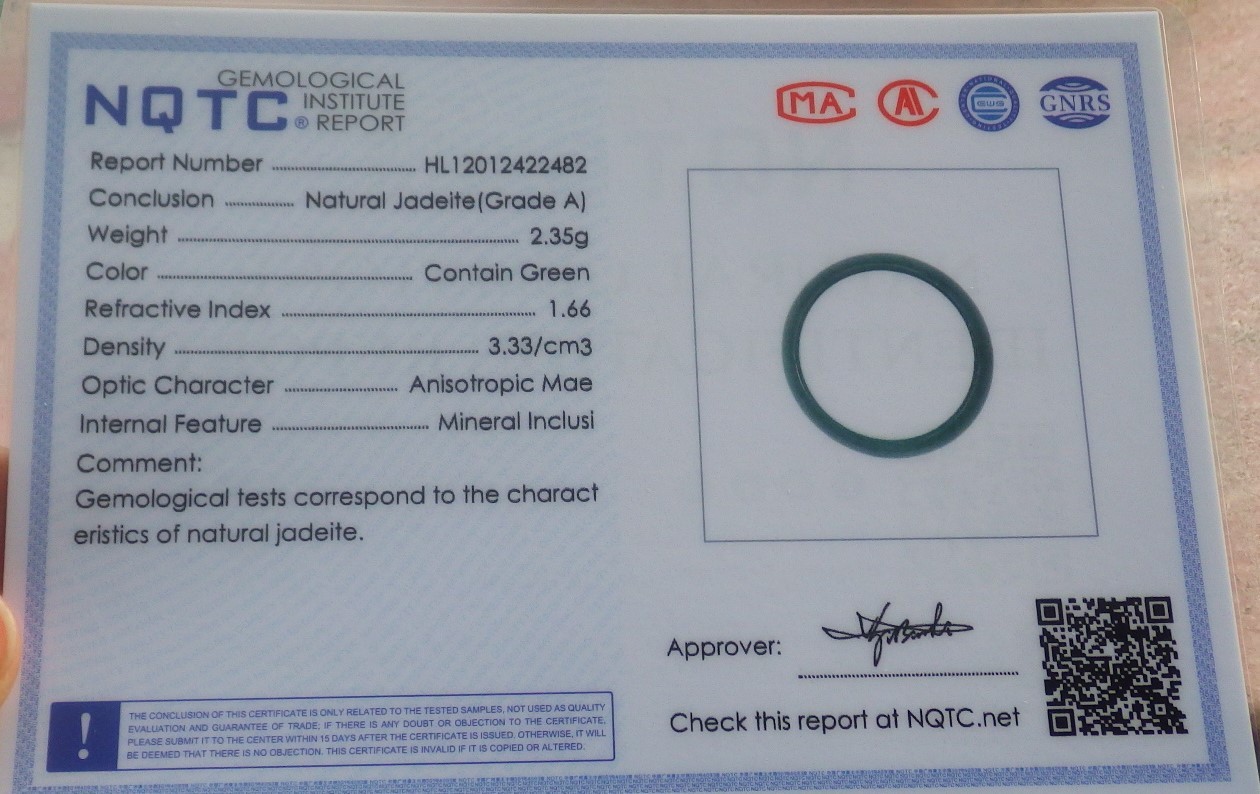 GEMOLOGICAL
NQTC® INSTITUTE
REPORT
MA
GNRS
Report Number HL12012422482
Conclusion Natural Jadeite(Grade A)
Weight 2.35g
Color Contain Green
Refractive Index 1.66
Density 3.33/cm3
Optic Character Anisotropic Mae
Internal Feature Mineral Inclusi
Comment:
Gemological tests correspond to the charact
eristics of natural jadeite.
Approver:
Check this report at NQTC.net
!
THE CONCLUSION OF THIS CERTIFICATE IS ONLY RELATED TO THE TESTED SAMPLES, NOT USED AS QUALITY
EVALUATION AND GUARANTEE OF TRADE; IF THERE IS ANY DOUBT OR OBJECTION TO THE CERTIFICATE,
PLEASE SUBMIT IT TO THE CENTER WITHIN 15 DAYS AFTER THE CERTIFICATE IS ISSUED. OTHERWISE, IT WILL
BE DEEMED THAT THERE IS NO OBJECTION. THIS CERTIFICATE IS INVALID IF IT IS COPIED OR ALTERED.